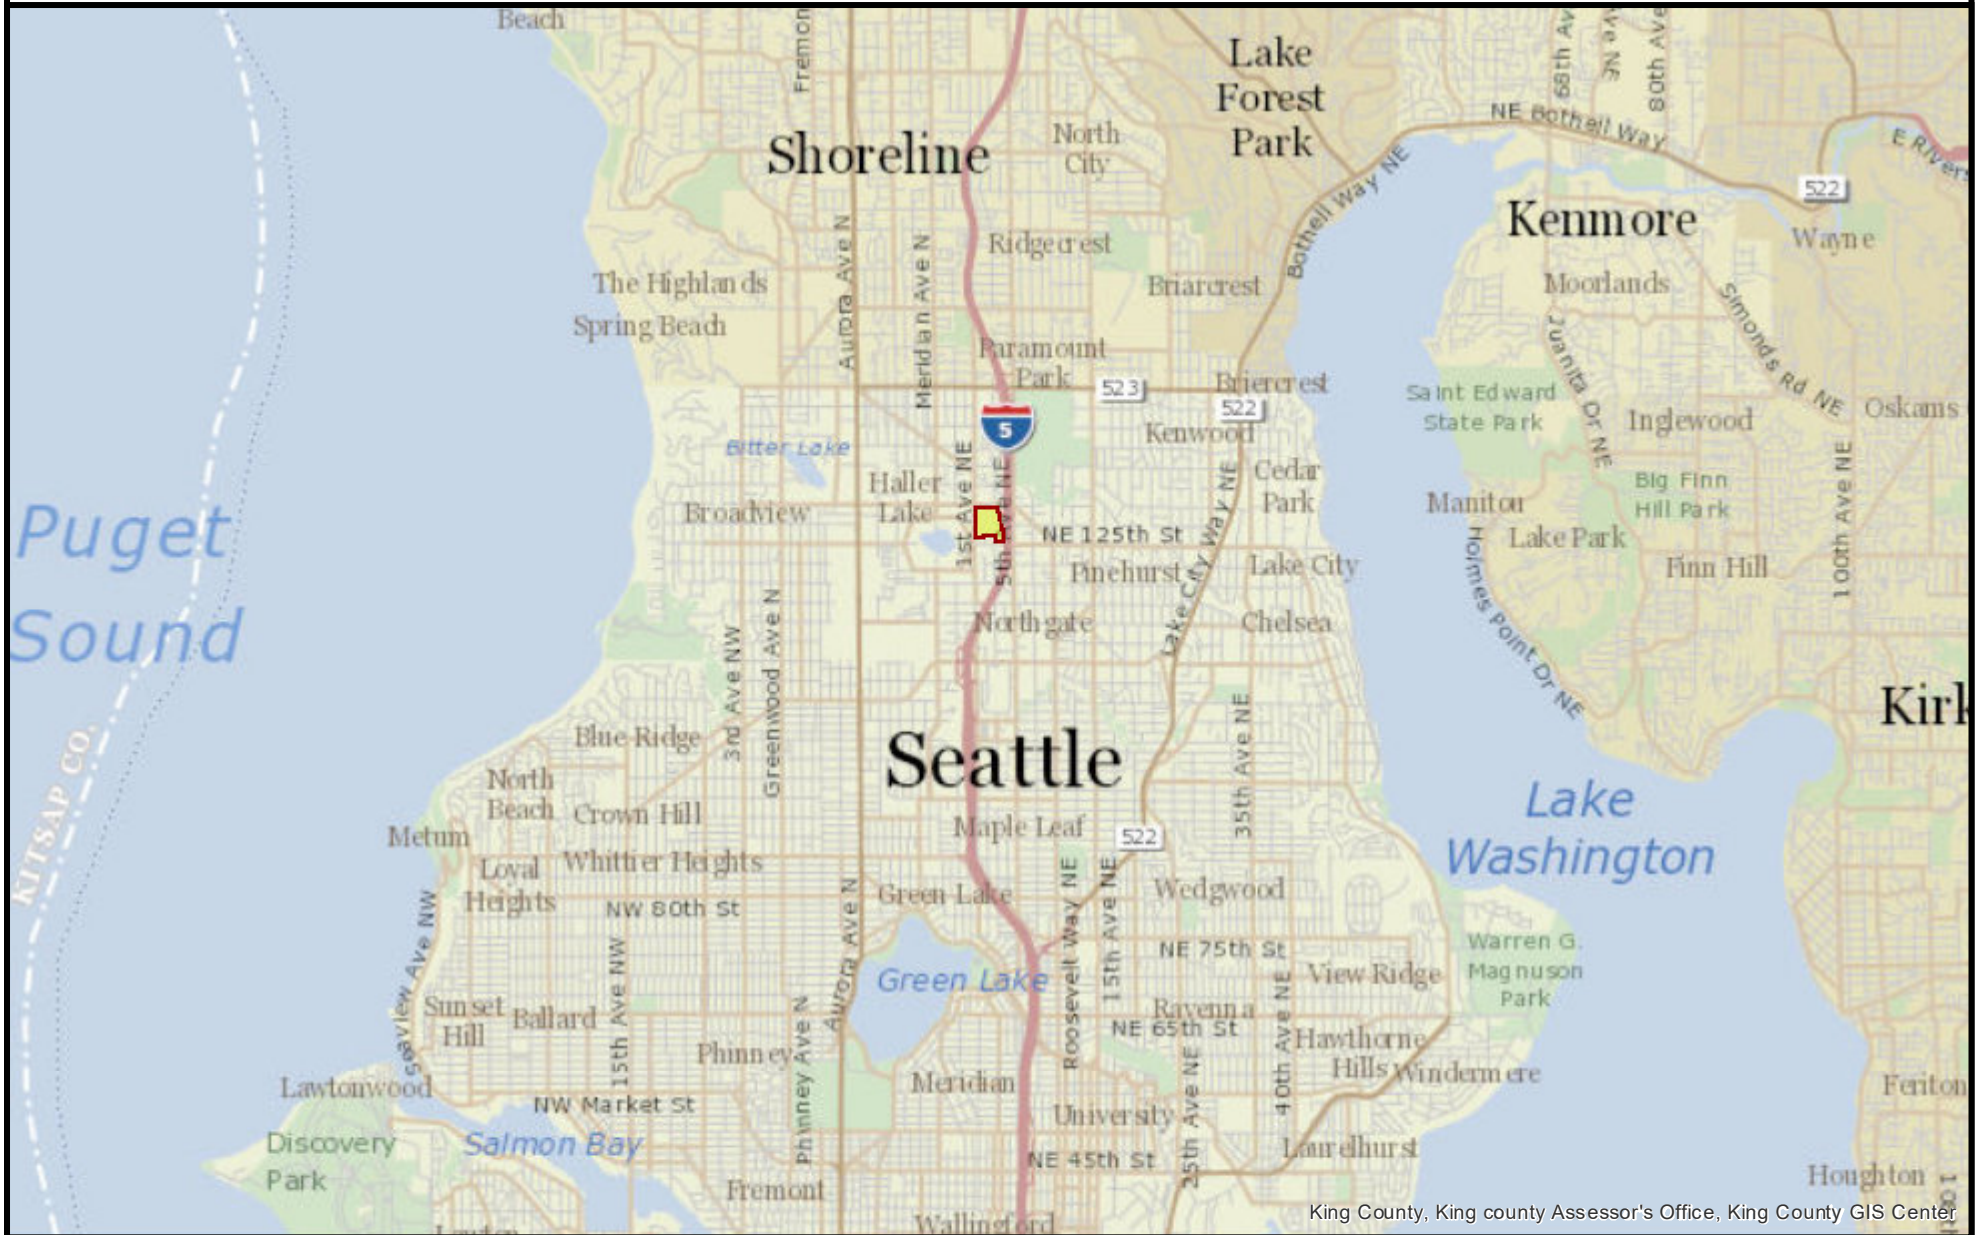 Beach
Fremon
Lake
Forest
Park
68th Av
Ave NE
80th Ave
NE Bothell Way
E Rivers
Shoreline
North
City
Bothell Way NE
522
Kenmore
Wayne
Ridgecrest
Aurora Ave N
Meridian Ave N
The Highlands
Briarcrest
Moorlands
Simonds Rd NE
Juanita Dr NE
Spring Beach
Paramount
Park
523
Briercrest
522
Saint Edward
State Park
Inglewood
Oskams
5
Kenwood
Bitter Lake
Haller
Lake
1st Ave NE
5th Ave NE
Cedar
Park
Lake City Way NE
Big Finn
Hill Park
100th Ave NE
Manitou
Broadview
NE 125th St
Lake Park
Holmes Point Dr NE
Puget
Sound
Pinehurst
Lake City
Finn Hill
Northgate
Chelsea
3rd Ave NW
Greenwood Ave N
35th Ave NE
Kirk
Blue Ridge
Seattle
KITSAP CO.
North
Beach
Crown Hill
Lake
Washington
Metum
Maple Leaf
522
Loyal
Heights
Whittier Heights
Green Lake
Wedgwood
NW 80th St
Seaview Ave NW
15th Ave NW
Aurora Ave N
Roosevelt Way NE
15th Ave NE
NE 75th St
Warren G.
Magnuson
Park
View Ridge
Green Lake
Sunset
Hill
Ballard
Phinney Ave N
Ravenna
NE 65th St
40th Ave NE
Hawthorne
Hills
Windermere
Phinney
Lawtonwood
Meridian
Feriton
NW Market St
University
25th Ave NE
Discovery
Park
Salmon Bay
NE 45th St
Laurelhurst
Houghton
Fremont
Wallingford
King County, King county Assessor's Office, King County GIS Center